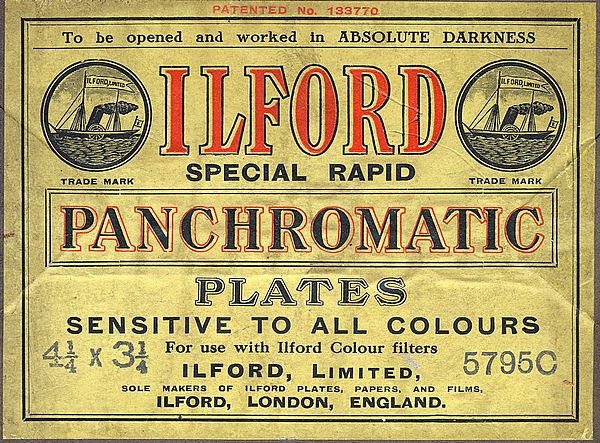 PATENTED No. 133770
To be opened and worked in ABSOLUTE DARKNESS
ILFORD, LIMITED
ILFORD
ILFORD, LIMITED
TRADE MARK
SPECIAL RAPID
TRADE MARK
PANCHROMATIC
PLATES
SENSITIVE TO ALL COLOURS
4¼ X 3¼
For use with Ilford Colour filters
5795C
ILFORD, LIMITED,
SOLE MAKERS OF ILFORD PLATES, PAPERS, AND FILMS,
ILFORD, LONDON, ENGLAND.